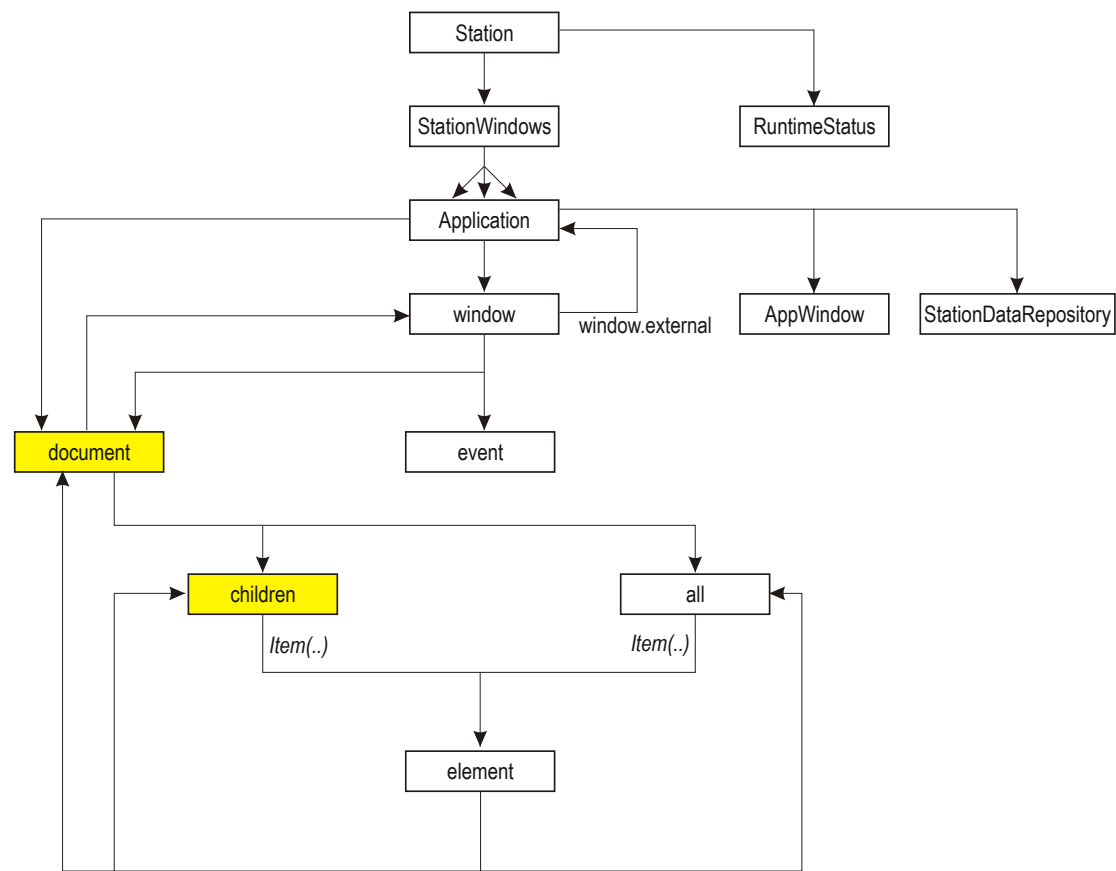 Station
StationWindows
RuntimeStatus
Application
window
window.external
AppWindow
StationDataRepository
document
event
children
all
Item(..)
Item(..)
element